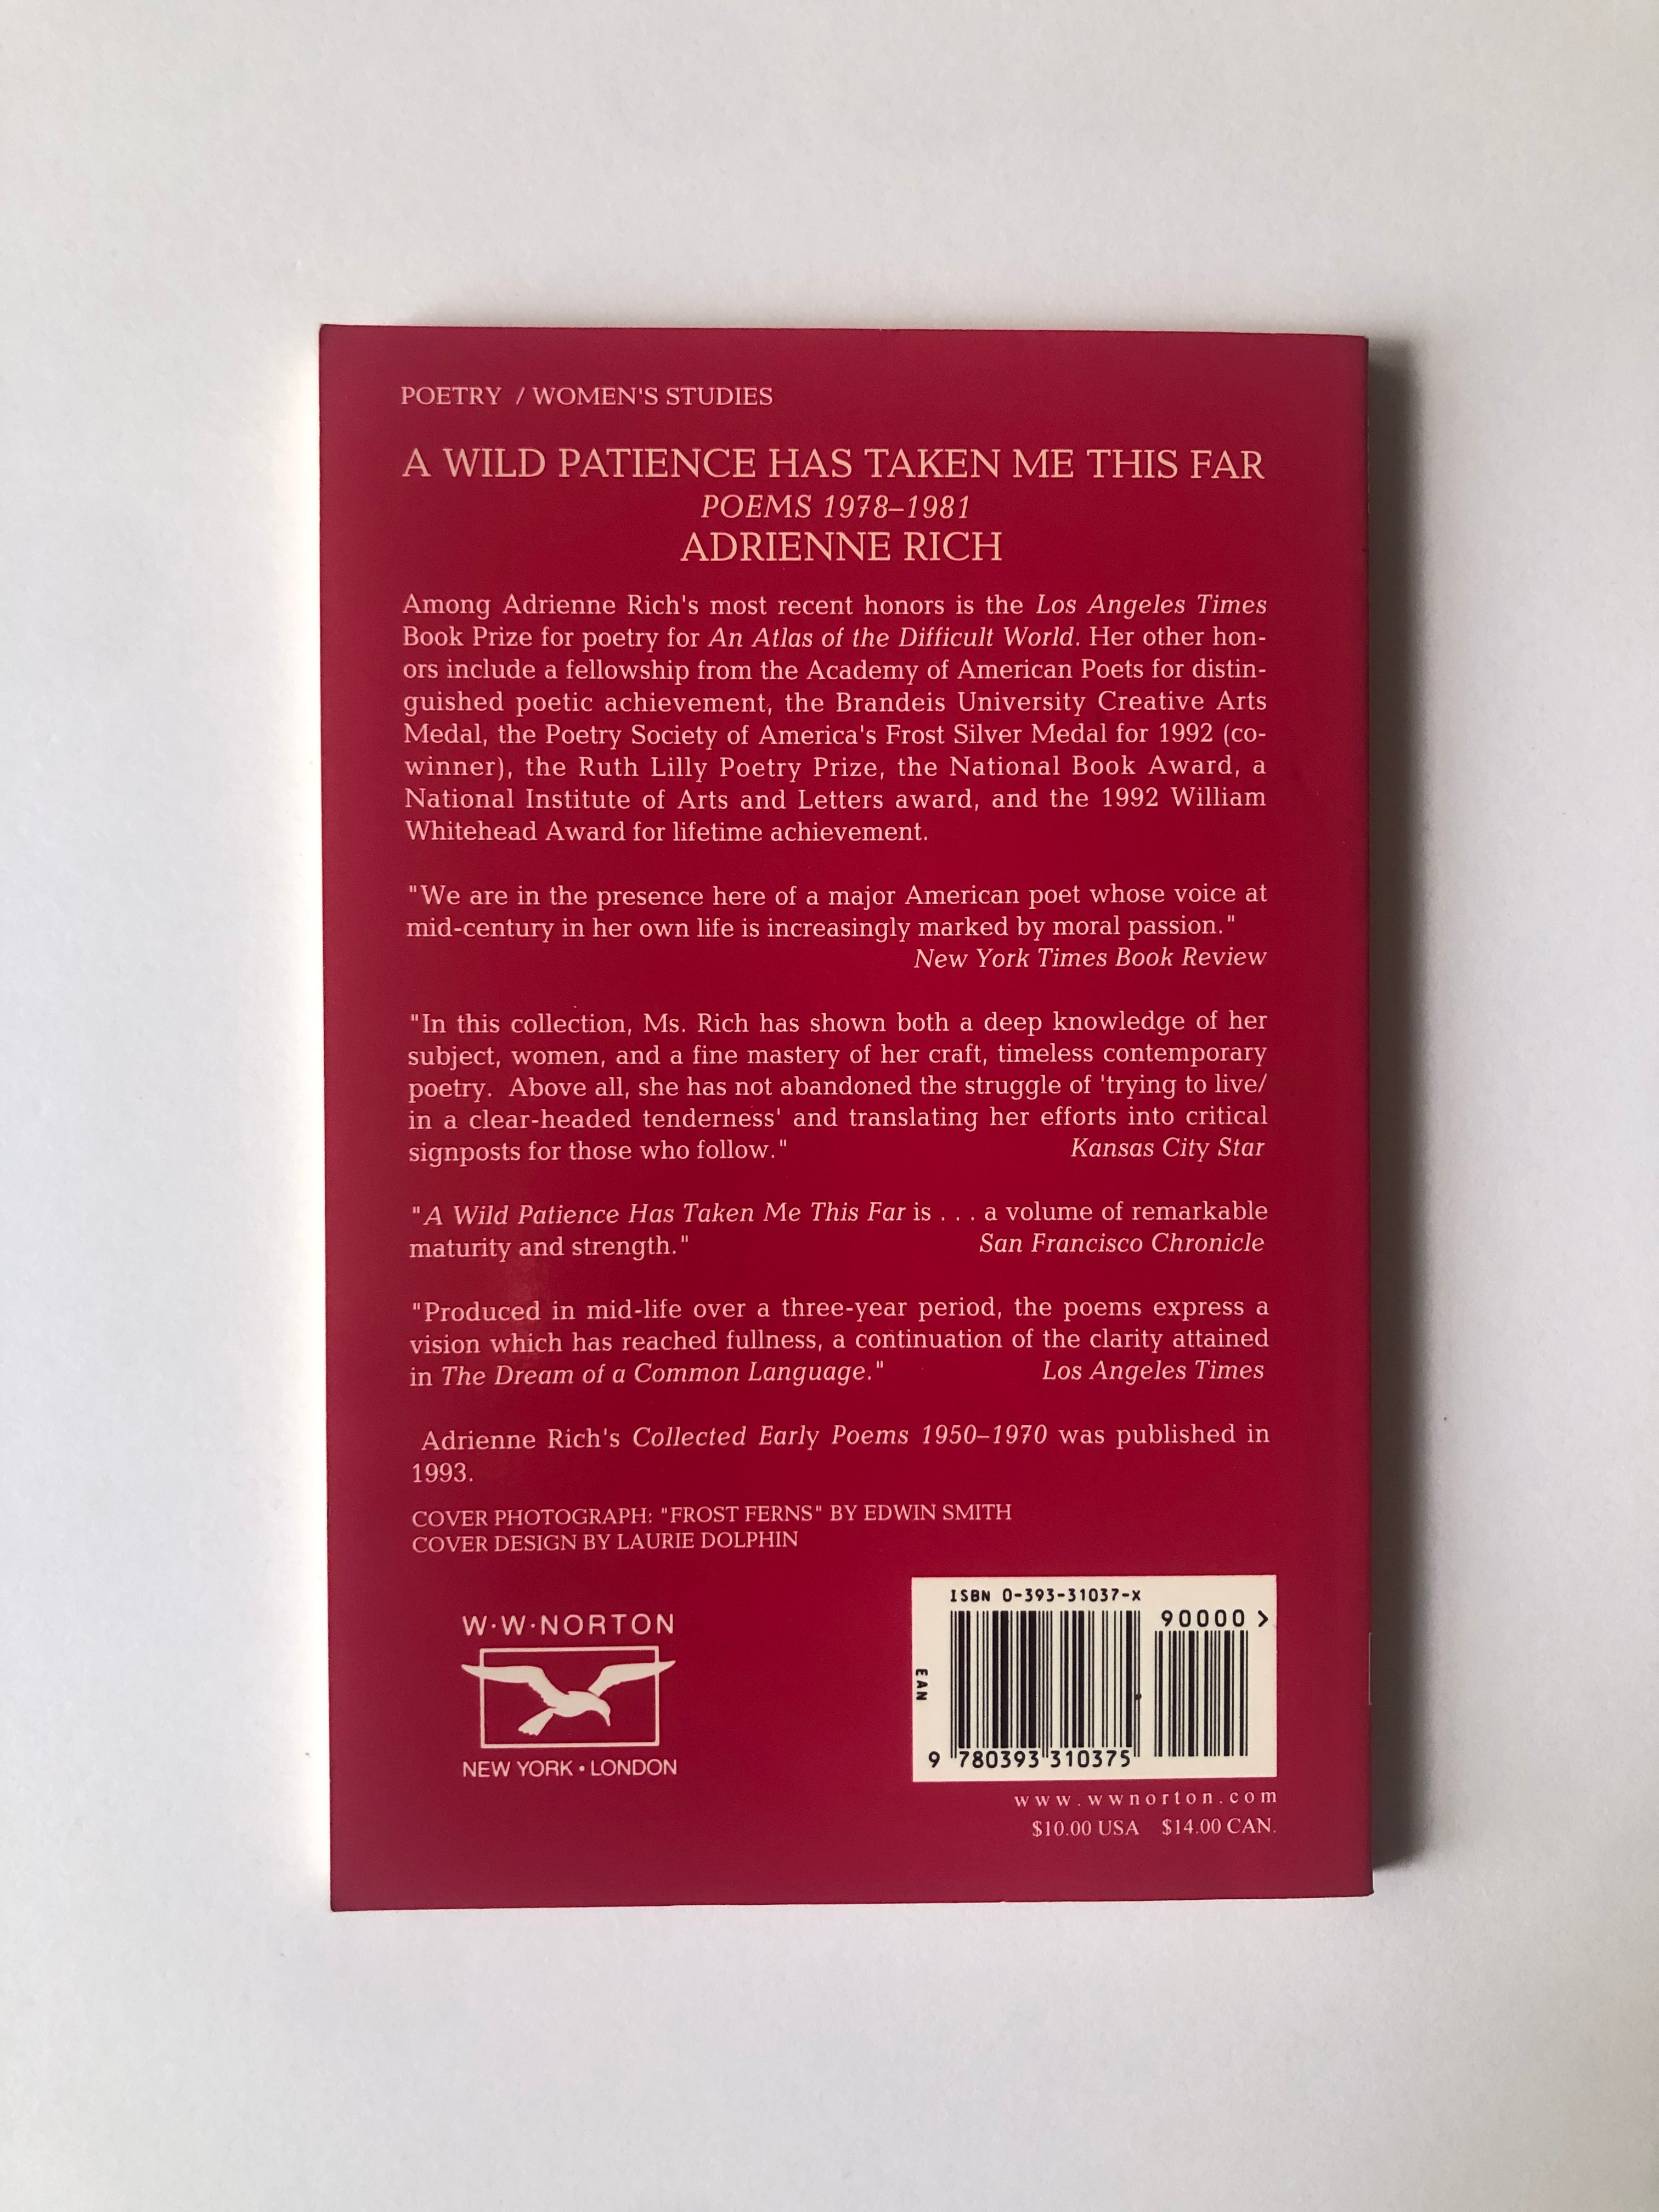 POETRY / WOMEN'S STUDIES
A WILD PATIENCE HAS TAKEN ME THIS FAR
POEMS 1978–1981
ADRIENNE RICH
Among Adrienne Rich's most recent honors is the Los Angeles Times
Book Prize for poetry for An Atlas of the Difficult World. Her other hon-
ors include a fellowship from the Academy of American Poets for distin-
guished poetic achievement, the Brandeis University Creative Arts
Medal, the Poetry Society of America's Frost Silver Medal for 1992 (co-
winner), the Ruth Lilly Poetry Prize, the National Book Award, a
National Institute of Arts and Letters award, and the 1992 William
Whitehead Award for lifetime achievement.
"We are in the presence here of a major American poet whose voice at
mid-century in her own life is increasingly marked by moral passion."
New York Times Book Review
"In this collection, Ms. Rich has shown both a deep knowledge of her
subject, women, and a fine mastery of her craft, timeless contemporary
poetry. Above all, she has not abandoned the struggle of 'trying to live/
in a clear-headed tenderness' and translating her efforts into critical
signposts for those who follow." Kansas City Star
"A Wild Patience Has Taken Me This Far is . . . a volume of remarkable
maturity and strength." San Francisco Chronicle
"Produced in mid-life over a three-year period, the poems express a
vision which has reached fullness, a continuation of the clarity attained
in The Dream of a Common Language." Los Angeles Times
Adrienne Rich's Collected Early Poems 1950–1970 was published in
1993.
COVER PHOTOGRAPH: "FROST FERNS" BY EDWIN SMITH
COVER DESIGN BY LAURIE DOLPHIN
W·W·NORTON
NEW YORK • LONDON
ISBN 0-393-31037-X
90000 >
EAN
9 780393 310375
www.wwnorton.com
$10.00 USA $14.00 CAN.